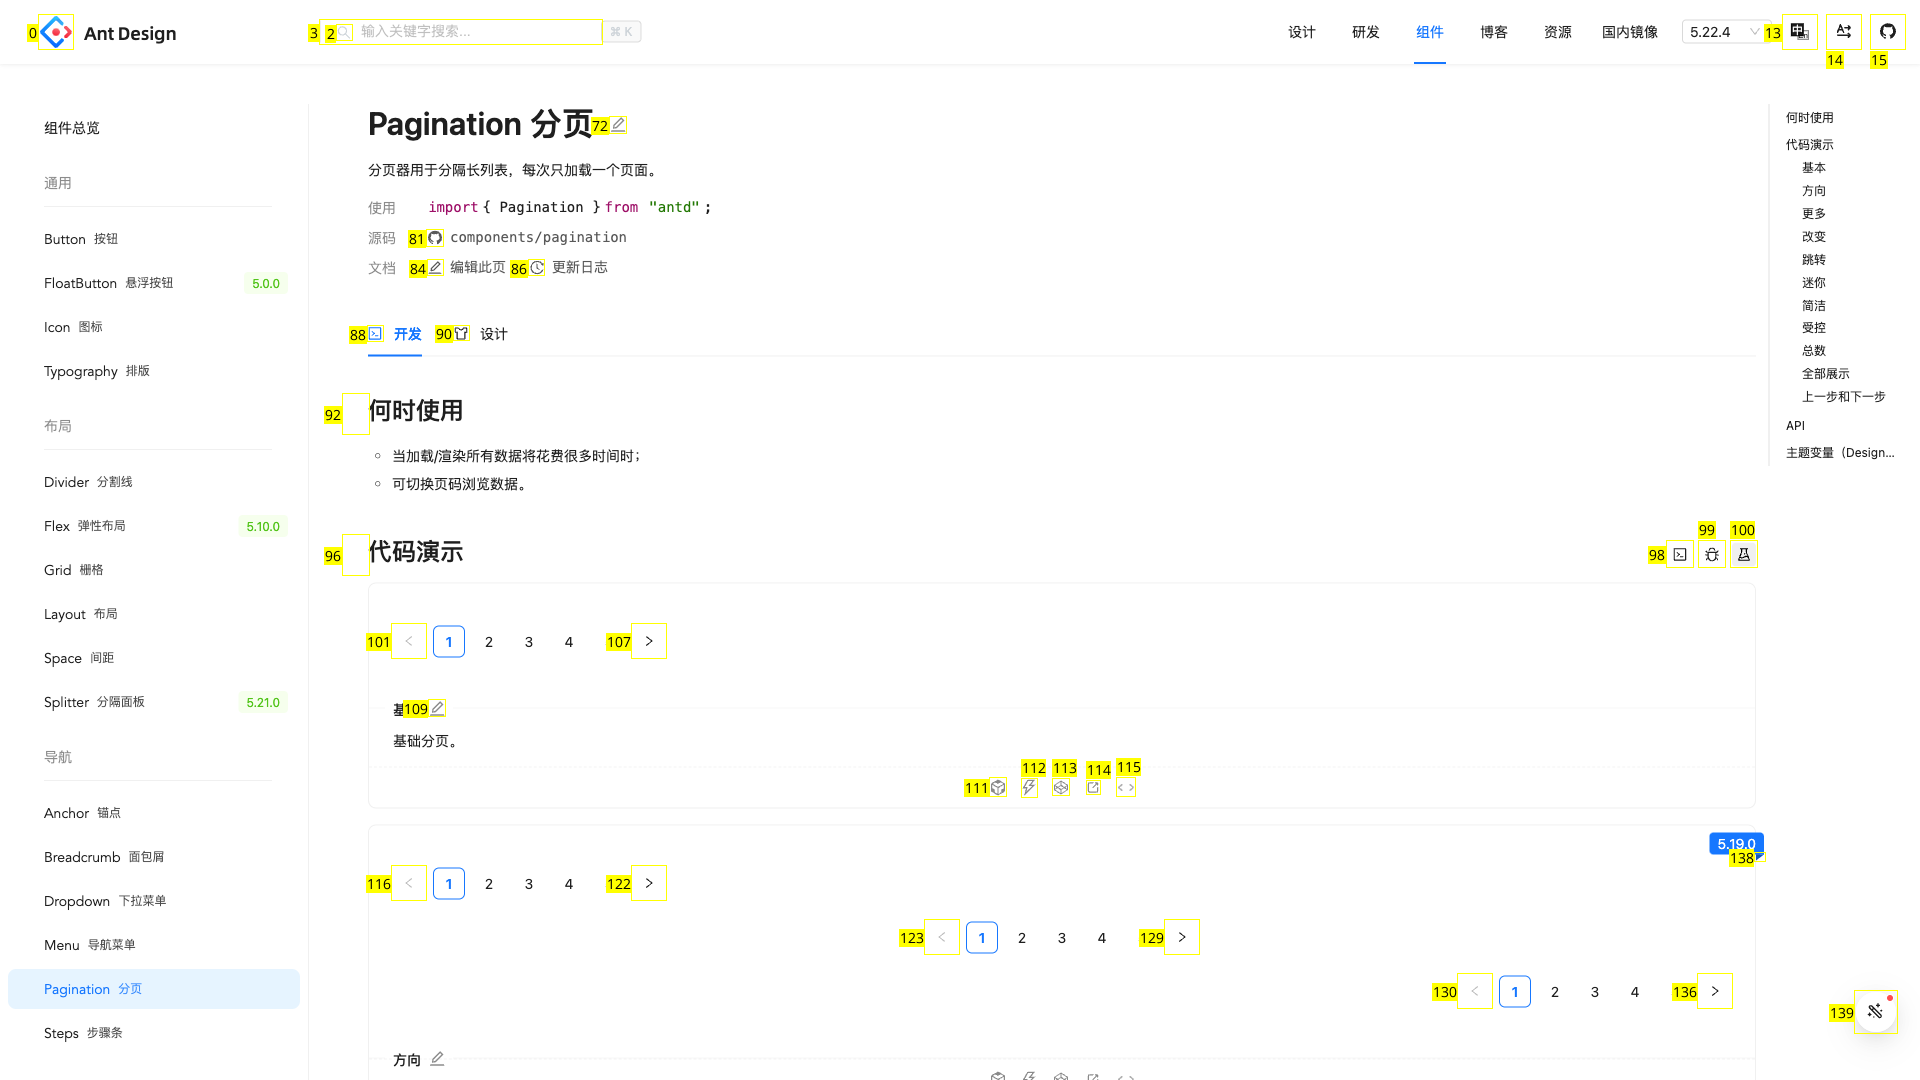 0
Ant Design
3
2
输入关键字搜索...
⌘ K
设计
研发
组件
博客
资源
国内镜像
5.22.4
13
14
15
组件总览
通用
Button 按钮
FloatButton 悬浮按钮
5.0.0
Icon 图标
Typography 排版
布局
Divider 分割线
Flex 弹性布局
5.10.0
Grid 栅格
Layout 布局
Space 间距
Splitter 分隔面板
5.21.0
导航
Anchor 锚点
Breadcrumb 面包屑
Dropdown 下拉菜单
Menu 导航菜单
Pagination 分页
Steps 步骤条
Pagination 分页
72
分页器用于分隔长列表，每次只加载一个页面。
使用
import { Pagination } from "antd";
源码
81
components/pagination
文档
84
编辑此页
86
更新日志
88
开发
90
设计
92
何时使用
当加载/渲染所有数据将花费很多时间时；
可切换页码浏览数据。
96
代码演示
98
99
100
101
<
1
2
3
4
107
>
109
基础分页。
111
112
113
114
115
5.19.0
138
116
<
1
2
3
4
122
>
123
<
1
2
3
4
129
>
130
<
1
2
3
4
136
>
方向
139
何时使用
代码演示
基本
方向
更多
改变
跳转
迷你
简洁
受控
总数
全部展示
上一步和下一步
API
主题变量（Design...